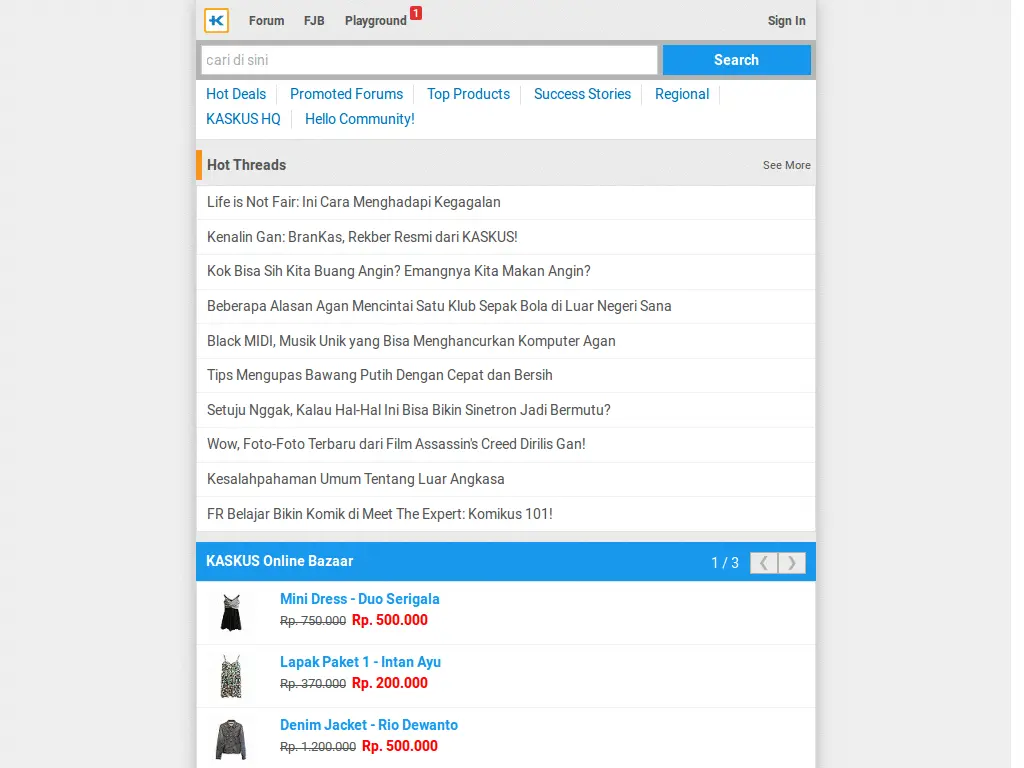 Forum FJB Playground 1 Sign In
cari di sini Search
Hot Deals Promoted Forums Top Products Success Stories Regional
KASKUS HQ Hello Community!
Hot Threads See More
Life is Not Fair: Ini Cara Menghadapi Kegagalan
Kenalin Gan: BranKas, Rekber Resmi dari KASKUS!
Kok Bisa Sih Kita Buang Angin? Emangnya Kita Makan Angin?
Beberapa Alasan Agan Mencintai Satu Klub Sepak Bola di Luar Negeri Sana
Black MIDI, Musik Unik yang Bisa Menghancurkan Komputer Agan
Tips Mengupas Bawang Putih Dengan Cepat dan Bersih
Setuju Nggak, Kalau Hal-Hal Ini Bisa Bikin Sinetron Jadi Bermutu?
Wow, Foto-Foto Terbaru dari Film Assassin's Creed Dirilis Gan!
Kesalahpahaman Umum Tentang Luar Angkasa
FR Belajar Bikin Komik di Meet The Expert: Komikus 101!
KASKUS Online Bazaar 1 / 3
Mini Dress - Duo Serigala
Rp. 750.000 Rp. 500.000
Lapak Paket 1 - Intan Ayu
Rp. 370.000 Rp. 200.000
Denim Jacket - Rio Dewanto
Rp. 1.200.000 Rp. 500.000